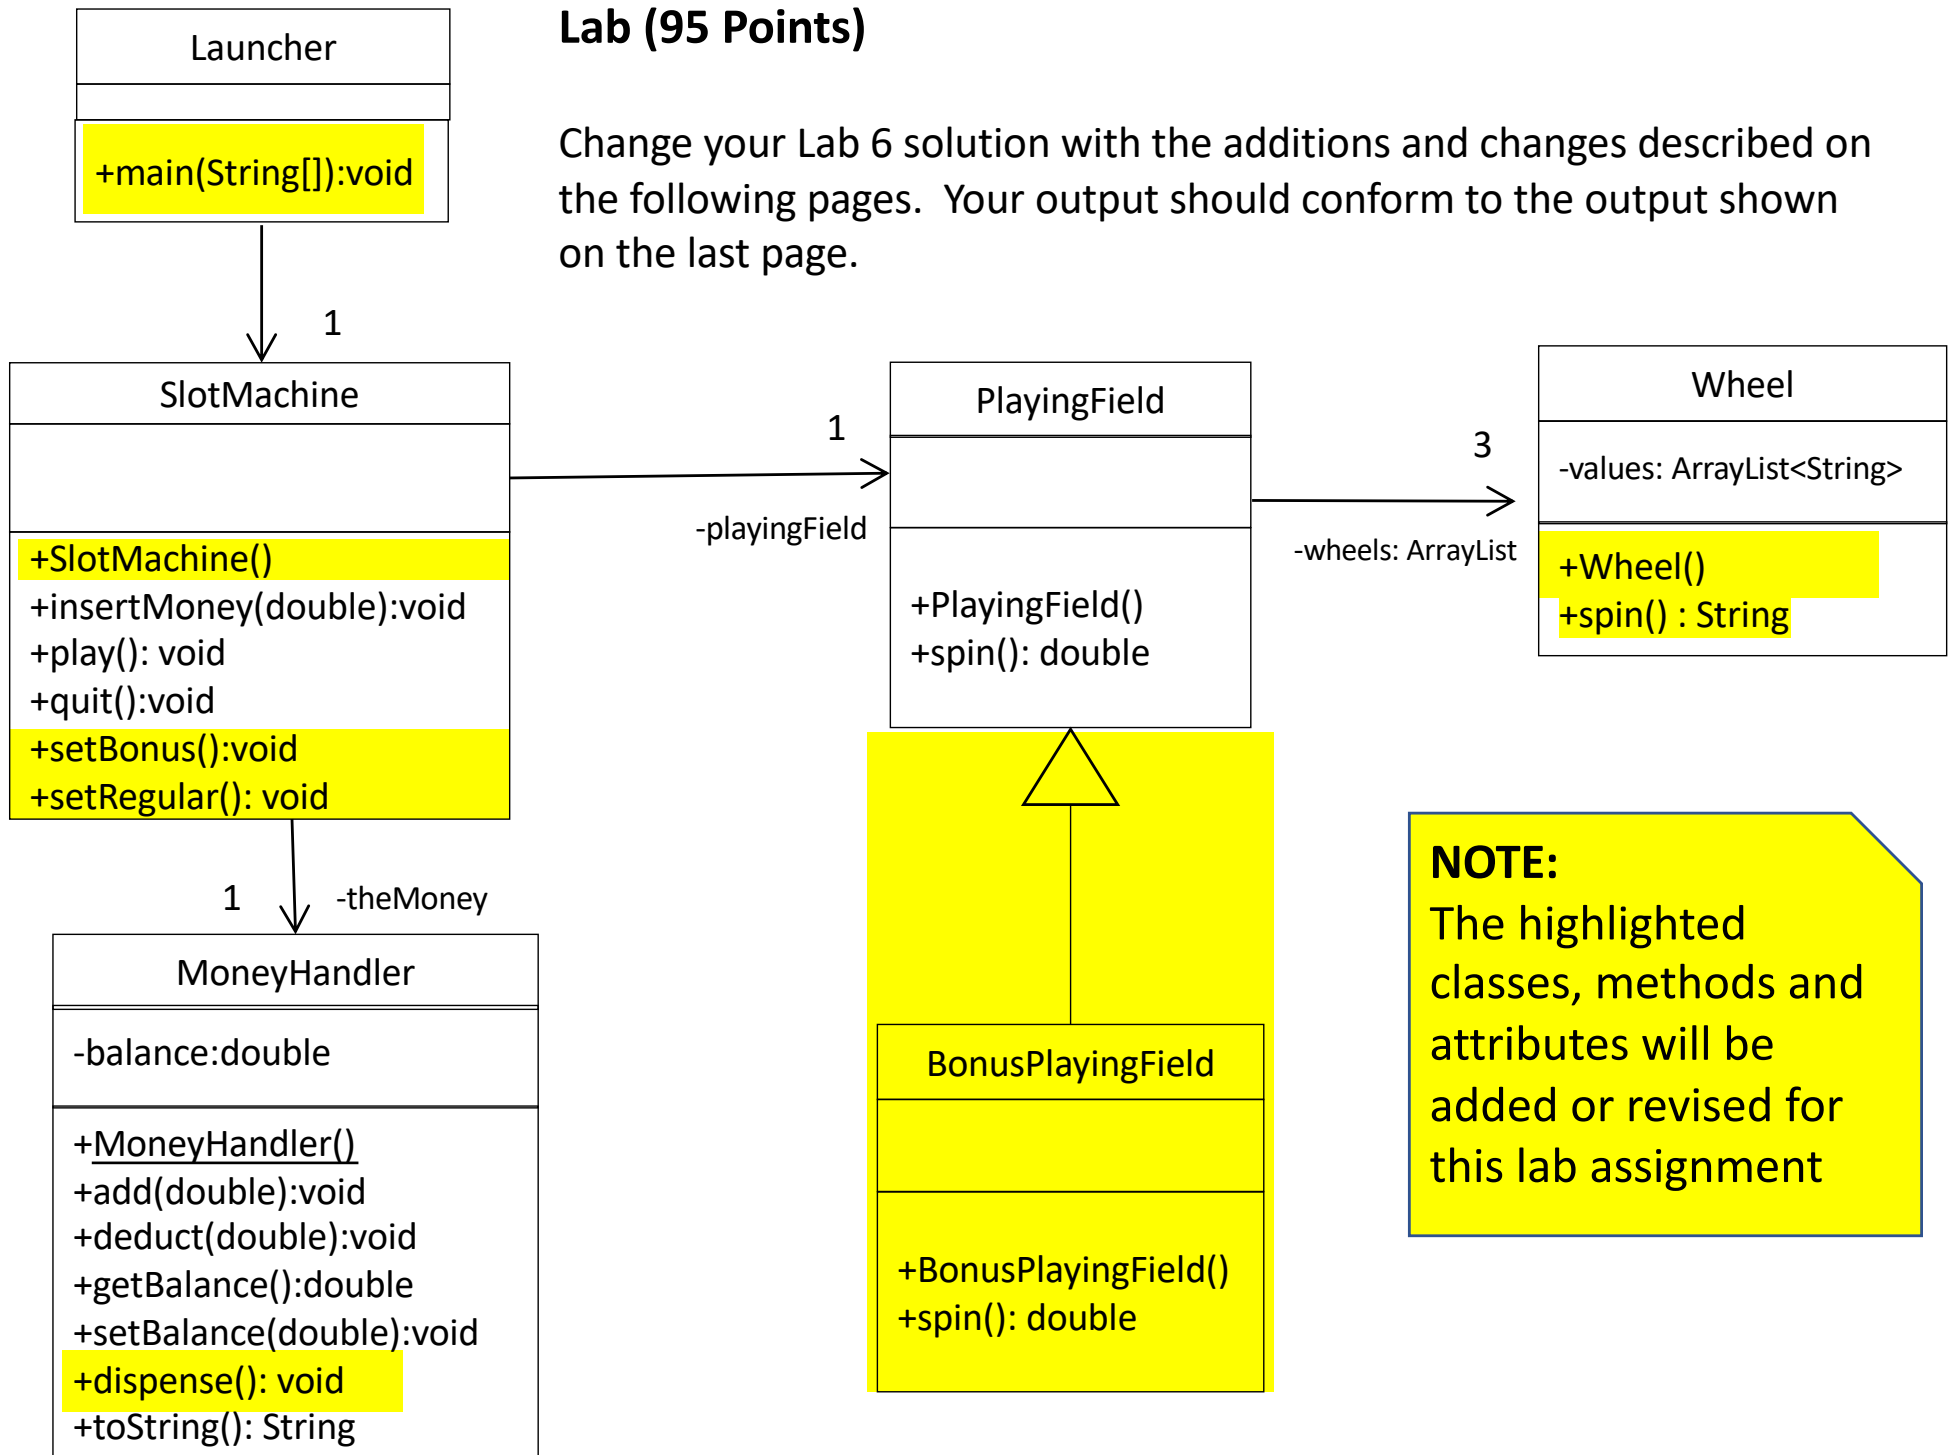 Launcher
+main(String[]):void
Lab (95 Points)
Change your Lab 6 solution with the additions and changes described on
the following pages.  Your output should conform to the output shown
on the last page.
1
SlotMachine
+SlotMachine()
+insertMoney(double):void
+play(): void
+quit():void
+setBonus():void
+setRegular(): void
1
-playingField
PlayingField
+PlayingField()
+spin(): double
3
-wheels: ArrayList
Wheel
-values: ArrayList<String>
+Wheel()
+spin() : String
1
-theMoney
MoneyHandler
-balance:double
+MoneyHandler()
+add(double):void
+deduct(double):void
+getBalance():double
+setBalance(double):void
+dispense(): void
+toString(): String
BonusPlayingField
+BonusPlayingField()
+spin(): double
NOTE:
The highlighted
classes, methods and
attributes will be
added or revised for
this lab assignment